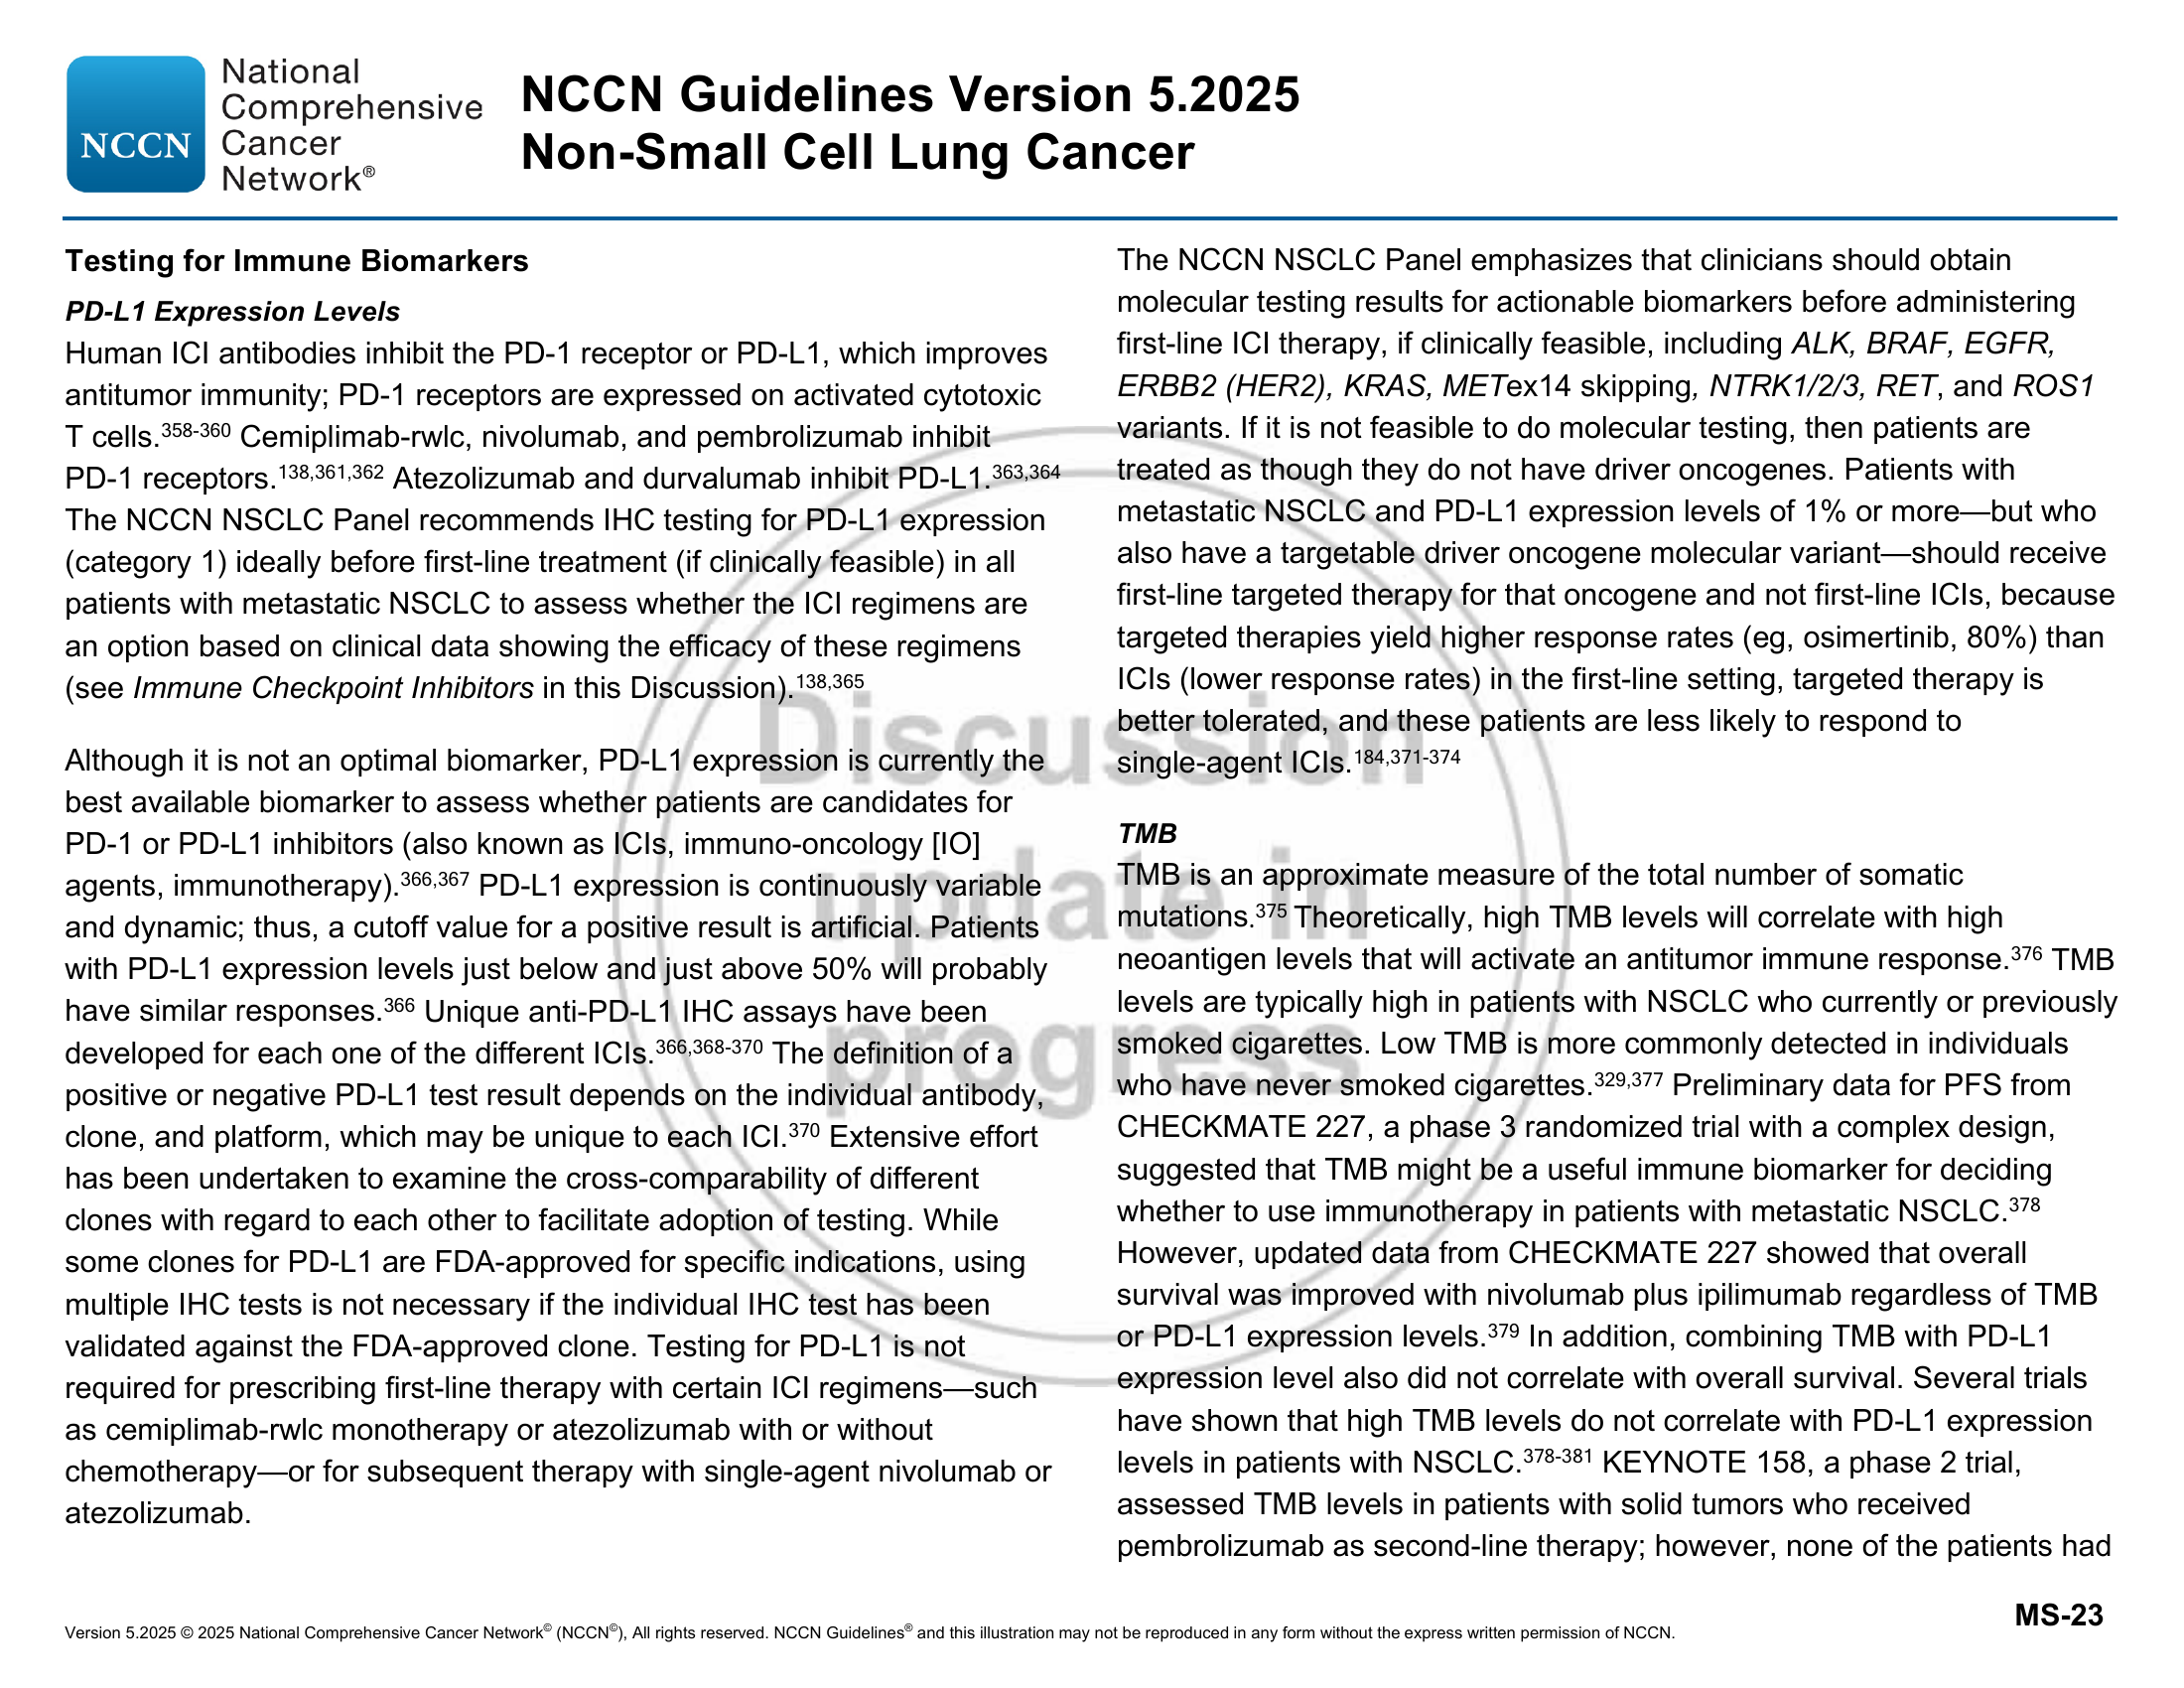 NCCN
National
Comprehensive
Cancer
Network®
NCCN Guidelines Version 5.2025
Non-Small Cell Lung Cancer
Testing for Immune Biomarkers
PD-L1 Expression Levels
Human ICI antibodies inhibit the PD-1 receptor or PD-L1, which improves
antitumor immunity; PD-1 receptors are expressed on activated cytotoxic
T cells.358-360 Cemiplimab-rwlc, nivolumab, and pembrolizumab inhibit
PD-1 receptors.138,361,362 Atezolizumab and durvalumab inhibit PD-L1.363,364
The NCCN NSCLC Panel recommends IHC testing for PD-L1 expression
(category 1) ideally before first-line treatment (if clinically feasible) in all
patients with metastatic NSCLC to assess whether the ICI regimens are
an option based on clinical data showing the efficacy of these regimens
(see Immune Checkpoint Inhibitors in this Discussion).138,365
Although it is not an optimal biomarker, PD-L1 expression is currently the
best available biomarker to assess whether patients are candidates for
PD-1 or PD-L1 inhibitors (also known as ICIs, immuno-oncology [IO]
agents, immunotherapy).366,367 PD-L1 expression is continuously variable
and dynamic; thus, a cutoff value for a positive result is artificial. Patients
with PD-L1 expression levels just below and just above 50% will probably
have similar responses.366 Unique anti-PD-L1 IHC assays have been
developed for each one of the different ICIs.366,368-370 The definition of a
positive or negative PD-L1 test result depends on the individual antibody,
clone, and platform, which may be unique to each ICI.370 Extensive effort
has been undertaken to examine the cross-comparability of different
clones with regard to each other to facilitate adoption of testing. While
some clones for PD-L1 are FDA-approved for specific indications, using
multiple IHC tests is not necessary if the individual IHC test has been
validated against the FDA-approved clone. Testing for PD-L1 is not
required for prescribing first-line therapy with certain ICI regimens—such
as cemiplimab-rwlc monotherapy or atezolizumab with or without
chemotherapy—or for subsequent therapy with single-agent nivolumab or
atezolizumab.
The NCCN NSCLC Panel emphasizes that clinicians should obtain
molecular testing results for actionable biomarkers before administering
first-line ICI therapy, if clinically feasible, including ALK, BRAF, EGFR,
ERBB2 (HER2), KRAS, METex14 skipping, NTRK1/2/3, RET, and ROS1
variants. If it is not feasible to do molecular testing, then patients are
treated as though they do not have driver oncogenes. Patients with
metastatic NSCLC and PD-L1 expression levels of 1% or more—but who
also have a targetable driver oncogene molecular variant—should receive
first-line targeted therapy for that oncogene and not first-line ICIs, because
targeted therapies yield higher response rates (eg, osimertinib, 80%) than
ICIs (lower response rates) in the first-line setting, targeted therapy is
better tolerated, and these patients are less likely to respond to
single-agent ICIs.184,371-374
TMB
TMB is an approximate measure of the total number of somatic
mutations.375 Theoretically, high TMB levels will correlate with high
neoantigen levels that will activate an antitumor immune response.376 TMB
levels are typically high in patients with NSCLC who currently or previously
smoked cigarettes. Low TMB is more commonly detected in individuals
who have never smoked cigarettes.329,377 Preliminary data for PFS from
CHECKMATE 227, a phase 3 randomized trial with a complex design,
suggested that TMB might be a useful immune biomarker for deciding
whether to use immunotherapy in patients with metastatic NSCLC.378
However, updated data from CHECKMATE 227 showed that overall
survival was improved with nivolumab plus ipilimumab regardless of TMB
or PD-L1 expression levels.379 In addition, combining TMB with PD-L1
expression level also did not correlate with overall survival. Several trials
have shown that high TMB levels do not correlate with PD-L1 expression
levels in patients with NSCLC.378-381 KEYNOTE 158, a phase 2 trial,
assessed TMB levels in patients with solid tumors who received
pembrolizumab as second-line therapy; however, none of the patients had
Discussion
update in
progress
MS-23
Version 5.2025 © 2025 National Comprehensive Cancer Network© (NCCN©), All rights reserved. NCCN Guidelines® and this illustration may not be reproduced in any form without the express written permission of NCCN.